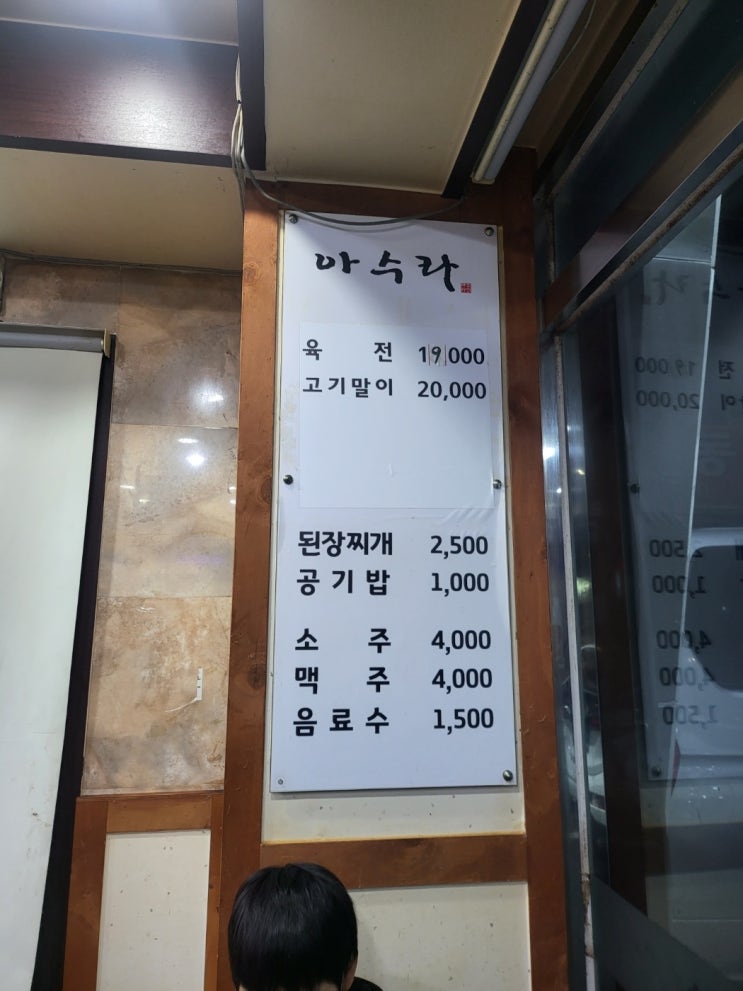 아수라
육 전 19,000
고기말이 20,000
된장찌개 2,500
공기밥 1,000
소 주 4,000
맥 주 4,000
음료수 1,500